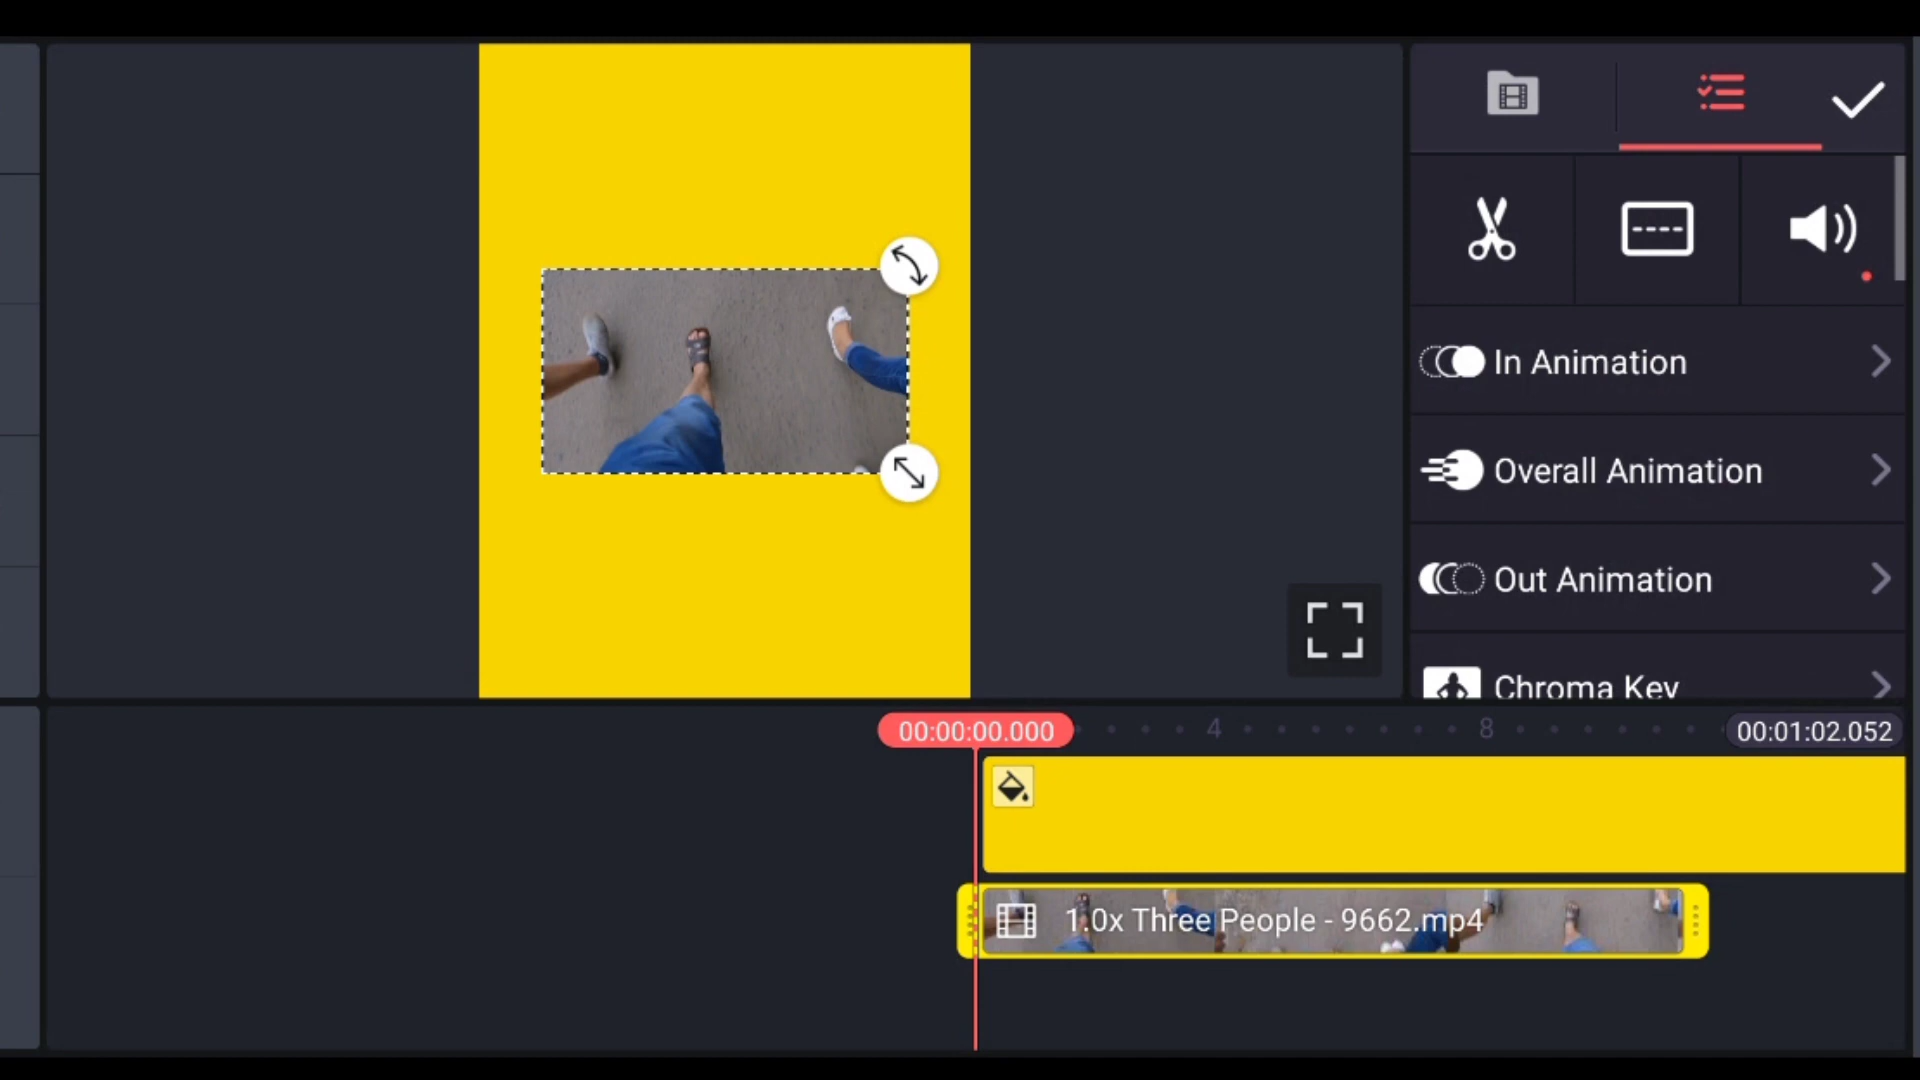 In Animation
Overall Animation
Out Animation
Chroma Key
00:00:00.000
4
8
00:01:02.052
1.0x Three People - 9662.mp4